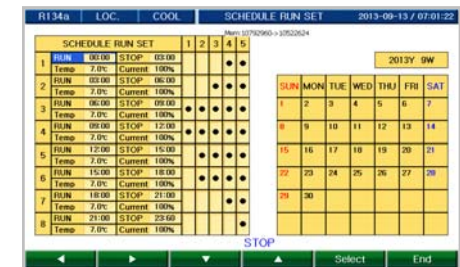 R134a LOC. COOL SCHEDULE RUN SET 2013-09-13 / 07:01:22
Mem: 10792960-> 10522624
SCHEDULE RUN SET 1 2 3 4 5
1 RUN 00:00 STOP 03:00
Temp 7.0℃ Current 100%
2 RUN 03:00 STOP 06:00
Temp 7.0℃ Current 100%
3 RUN 06:00 STOP 09:00
Temp 7.0℃ Current 100%
4 RUN 09:00 STOP 12:00
Temp 7.0℃ Current 100%
5 RUN 12:00 STOP 15:00
Temp 7.0℃ Current 100%
6 RUN 15:00 STOP 18:00
Temp 7.0℃ Current 100%
7 RUN 18:00 STOP 21:00
Temp 7.0℃ Current 100%
8 RUN 21:00 STOP 23:60
Temp 7.0℃ Current 100%
2013Y 9W
SUN MON TUE WED THU FRI SAT
1 2 3 4 5 6 7
8 9 10 11 12 13 14
15 16 17 18 19 20 21
22 23 24 25 26 27 28
29 30
STOP
Select End